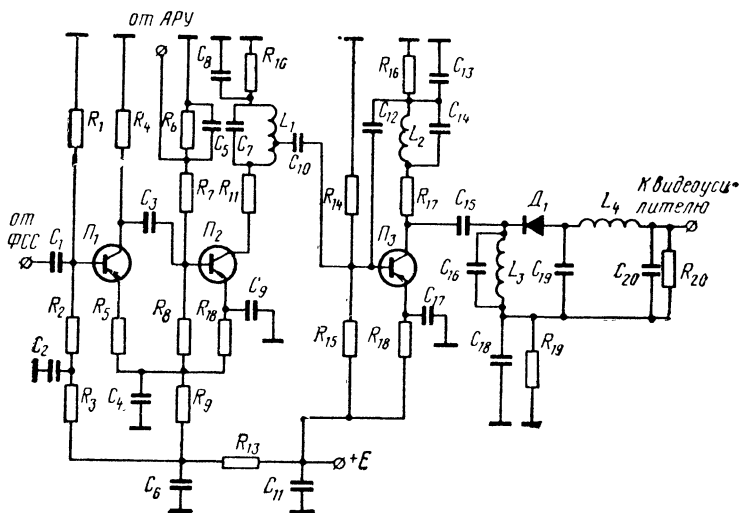 от АРУ
C8
R10
R16
C13
R1
R4
R6
C5
C7
L1
C12
L2
C14
C10
R7
R11
R14
R17
C15
Д1
L4
К видеоуси-
лителю
от
ФСС
C1
П1
C3
П2
П3
C16
L3
C19
C20
R20
R2
R5
R8
R18
C9
R15
R18
C17
C2
R3
C4
R9
C18
R19
R13
+E
C6
C11